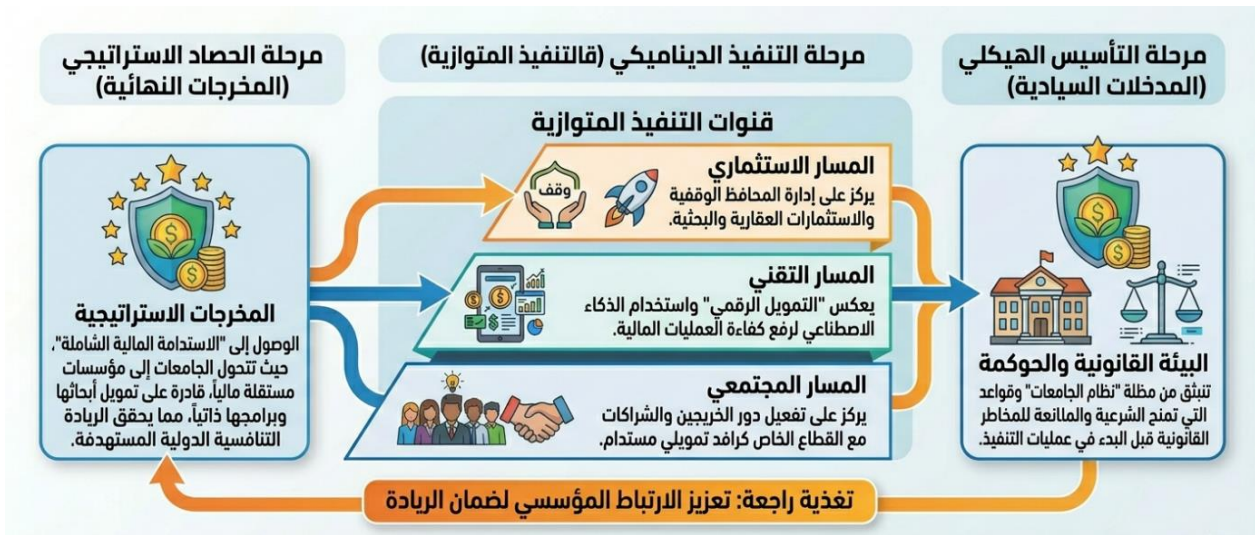 مرحلة التأسيس الهيكلي
(المدخلات السيادية)
مرحلة التنفيذ الديناميكي (قالتنفيذ المتوازية)
مرحلة الحصاد الاستراتيجي
(المخرجات النهائية)
البيئة القانونية والحوكمة
تنبثق من مظلة "نظام الجامعات" وقواعد
التي تمنح الشرعية والملانعة للمخاطر
القانونية قبل البدء في عمليات التنفيذ.
قنوات التنفيذ المتوازية
المسار الاستثماري
يركز على إدارة المحافظ الوقفية
والاستثمارات العقارية والبحثية.
وقف
المسار التقني
يعكس "التمويل الرقمي" واستخدام الذكاء
الاصطناعي لرفع كفاءة العمليات المالية.
المسار المجتمعي
يركز على تفعيل دور الخريجين والشراكات
مع القطاع الخاص كرافد تمويلي مستدام.
المخرجات الاستراتيجية
الوصول إلى "الاستدامة المالية الشاملة"،
حيث تتحول الجامعات إلى مؤسسات
مستقلة مالياً، قادرة على تمويل أبحاثها
وبرامجها ذاتياً، مما يحقق الريادة
التنافسية الدولية المستهدفة.
تغذية راجعة: تعزيز الارتباط المؤسسي لضمان الريادة